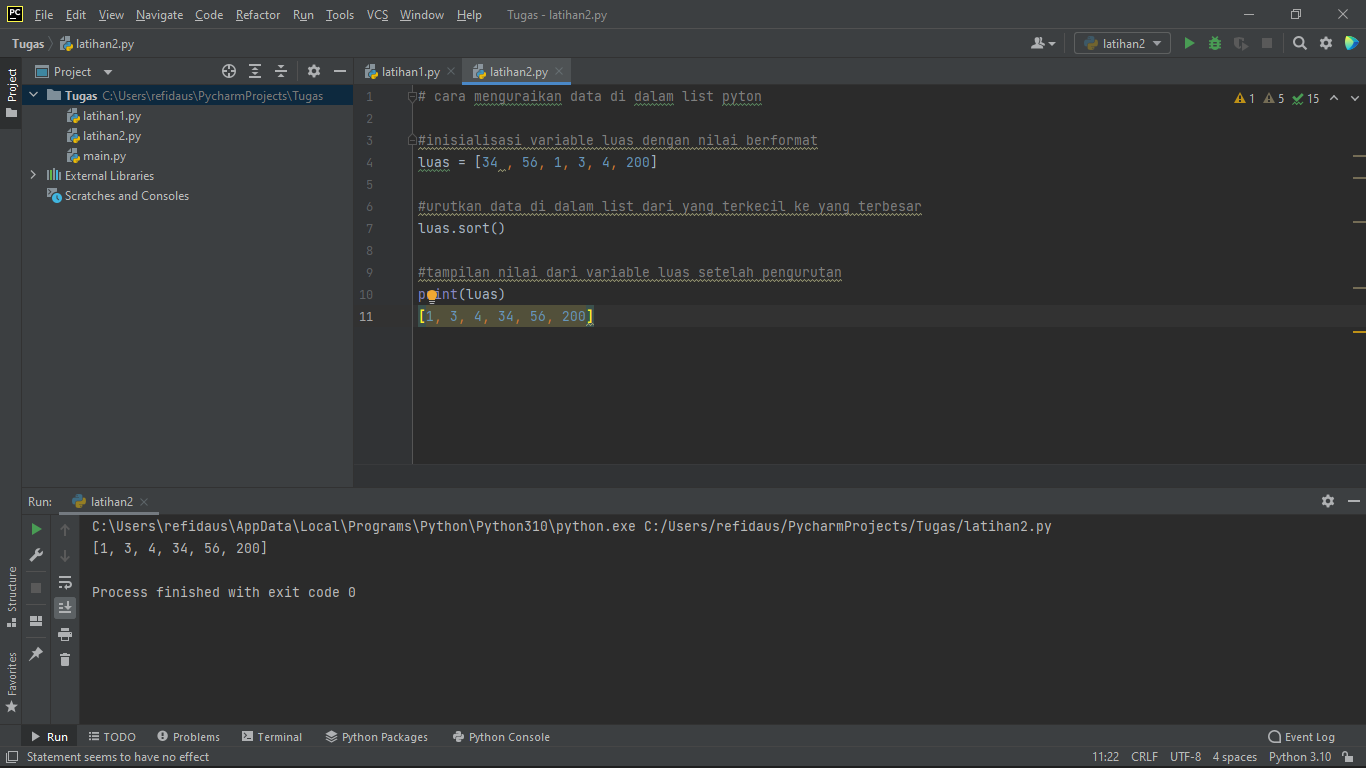 PC File Edit View Navigate Code Refactor Run Tools VCS Window Help Tugas - latihan2.py
Tugas latihan2.py latihan2
Project
Project
latihan1.py latihan2.py
Tugas C:\Users\refidaus\PycharmProjects\Tugas
latihan1.py
latihan2.py
main.py
External Libraries
Scratches and Consoles
1 # cara menguraikan data di dalam list pyton
1 5 15
2
3 #inisialisasi variable luas dengan nilai berformat
4 luas = [34 , 56, 1, 3, 4, 200]
5
6 #urutkan data di dalam list dari yang terkecil ke yang terbesar
7 luas.sort()
8
9 #tampilan nilai dari variable luas setelah pengurutan
10 print(luas)
11 [1, 3, 4, 34, 56, 200]
Run: latihan2
C:\Users\refidaus\AppData\Local\Programs\Python\Python310\python.exe C:/Users/refidaus/PycharmProjects/Tugas/latihan2.py
[1, 3, 4, 34, 56, 200]
Process finished with exit code 0
Structure
Favorites
Run TODO Problems Terminal Python Packages Python Console Event Log
Statement seems to have no effect 11:22 CRLF UTF-8 4 spaces Python 3.10